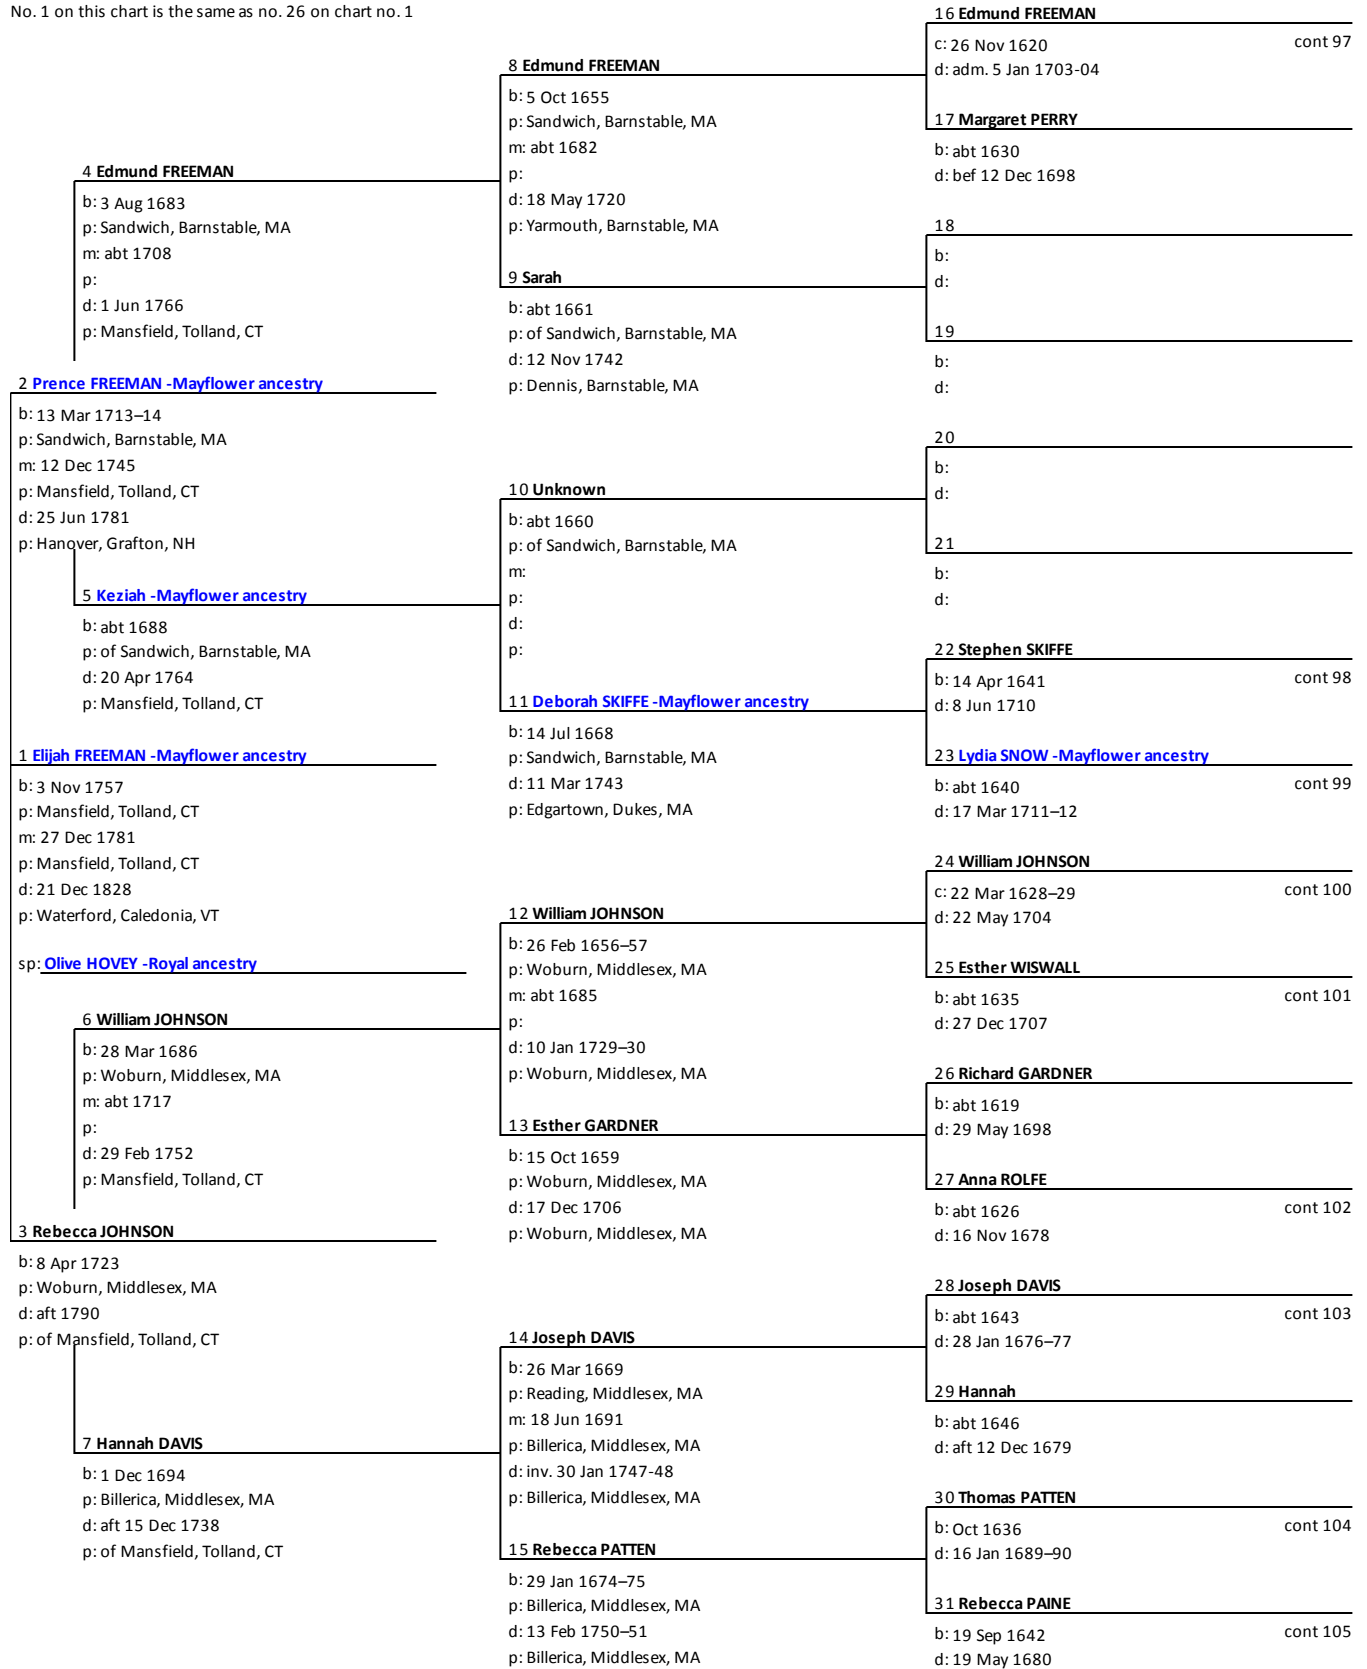 No. 1 on this chart is the same as no. 26 on chart no. 1
16 Edmund FREEMAN
c: 26 Nov 1620 cont 97
d: adm. 5 Jan 1703-04
8 Edmund FREEMAN
b: 5 Oct 1655
p: Sandwich, Barnstable, MA
m: abt 1682
p:
d: 18 May 1720
p: Yarmouth, Barnstable, MA
17 Margaret PERRY
b: abt 1630
d: bef 12 Dec 1698
4 Edmund FREEMAN
b: 3 Aug 1683
p: Sandwich, Barnstable, MA
m: abt 1708
p:
d: 1 Jun 1766
p: Mansfield, Tolland, CT
18
b:
d:
9 Sarah
b: abt 1661
p: of Sandwich, Barnstable, MA
d: 12 Nov 1742
p: Dennis, Barnstable, MA
19
b:
d:
2 Prence FREEMAN -Mayflower ancestry
b: 13 Mar 1713–14
p: Sandwich, Barnstable, MA
m: 12 Dec 1745
p: Mansfield, Tolland, CT
d: 25 Jun 1781
p: Hanover, Grafton, NH
20
b:
d:
10 Unknown
b: abt 1660
p: of Sandwich, Barnstable, MA
m:
p:
d:
p:
21
b:
d:
5 Keziah -Mayflower ancestry
b: abt 1688
p: of Sandwich, Barnstable, MA
d: 20 Apr 1764
p: Mansfield, Tolland, CT
22 Stephen SKIFFE
b: 14 Apr 1641 cont 98
d: 8 Jun 1710
11 Deborah SKIFFE -Mayflower ancestry
b: 14 Jul 1668
p: Sandwich, Barnstable, MA
d: 11 Mar 1743
p: Edgartown, Dukes, MA
23 Lydia SNOW -Mayflower ancestry
b: abt 1640 cont 99
d: 17 Mar 1711–12
1 Elijah FREEMAN -Mayflower ancestry
b: 3 Nov 1757
p: Mansfield, Tolland, CT
m: 27 Dec 1781
p: Mansfield, Tolland, CT
d: 21 Dec 1828
p: Waterford, Caledonia, VT
sp: Olive HOVEY -Royal ancestry
24 William JOHNSON
c: 22 Mar 1628–29 cont 100
d: 22 May 1704
12 William JOHNSON
b: 26 Feb 1656–57
p: Woburn, Middlesex, MA
m: abt 1685
p:
d: 10 Jan 1729–30
p: Woburn, Middlesex, MA
25 Esther WISWALL
b: abt 1635 cont 101
d: 27 Dec 1707
6 William JOHNSON
b: 28 Mar 1686
p: Woburn, Middlesex, MA
m: abt 1717
p:
d: 29 Feb 1752
p: Mansfield, Tolland, CT
26 Richard GARDNER
b: abt 1619
d: 29 May 1698
13 Esther GARDNER
b: 15 Oct 1659
p: Woburn, Middlesex, MA
d: 17 Dec 1706
p: Woburn, Middlesex, MA
27 Anna ROLFE
b: abt 1626 cont 102
d: 16 Nov 1678
3 Rebecca JOHNSON
b: 8 Apr 1723
p: Woburn, Middlesex, MA
d: aft 1790
p: of Mansfield, Tolland, CT
28 Joseph DAVIS
b: abt 1643 cont 103
d: 28 Jan 1676–77
14 Joseph DAVIS
b: 26 Mar 1669
p: Reading, Middlesex, MA
m: 18 Jun 1691
p: Billerica, Middlesex, MA
d: inv. 30 Jan 1747-48
p: Billerica, Middlesex, MA
29 Hannah
b: abt 1646
d: aft 12 Dec 1679
7 Hannah DAVIS
b: 1 Dec 1694
p: Billerica, Middlesex, MA
d: aft 15 Dec 1738
p: of Mansfield, Tolland, CT
30 Thomas PATTEN
b: Oct 1636 cont 104
d: 16 Jan 1689–90
15 Rebecca PATTEN
b: 29 Jan 1674–75
p: Billerica, Middlesex, MA
d: 13 Feb 1750–51
p: Billerica, Middlesex, MA
31 Rebecca PAINE
b: 19 Sep 1642 cont 105
d: 19 May 1680